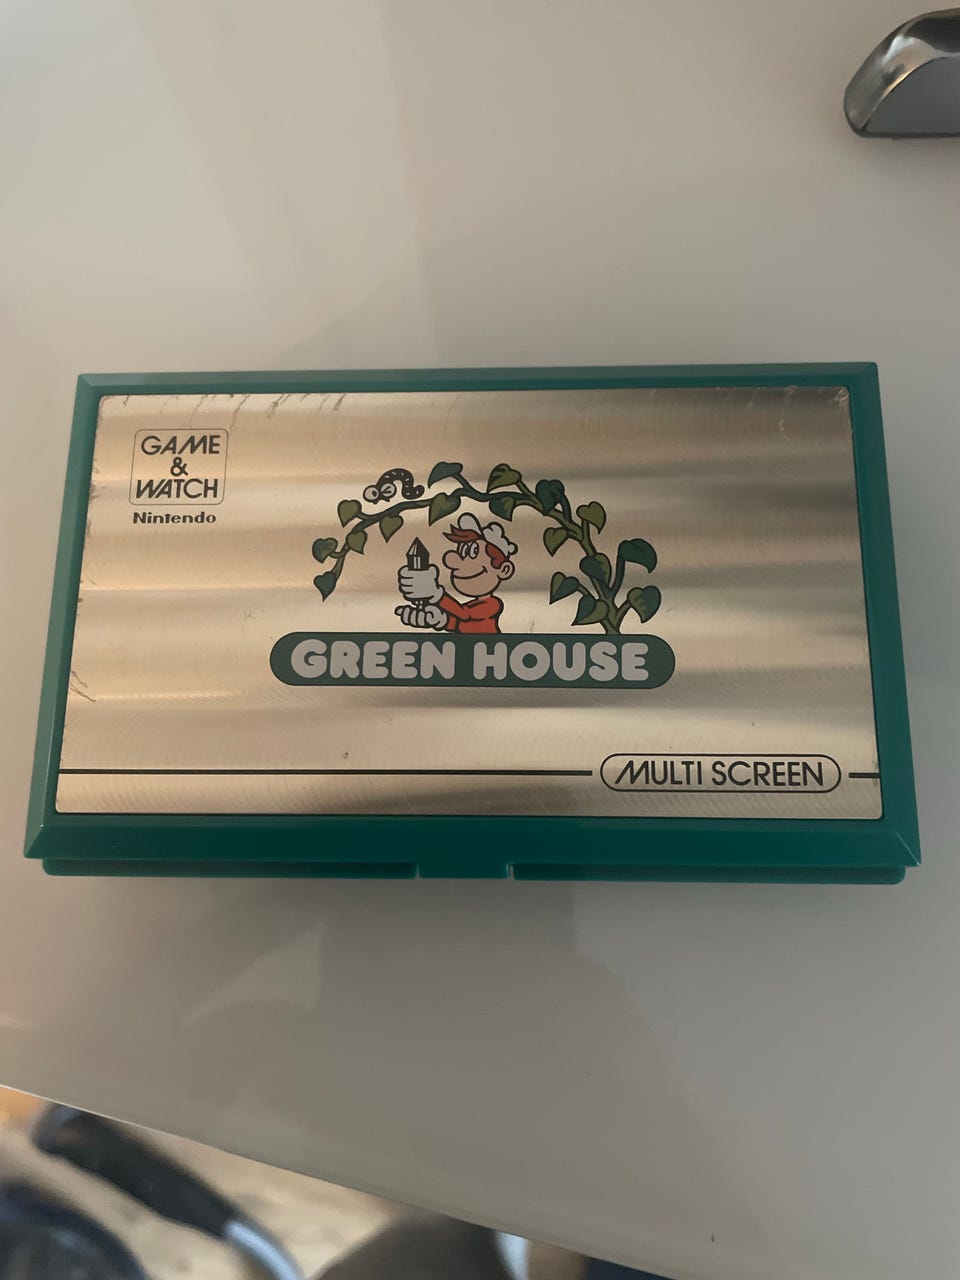 GAME
&
WATCH
Nintendo
GREEN HOUSE
MULTI SCREEN